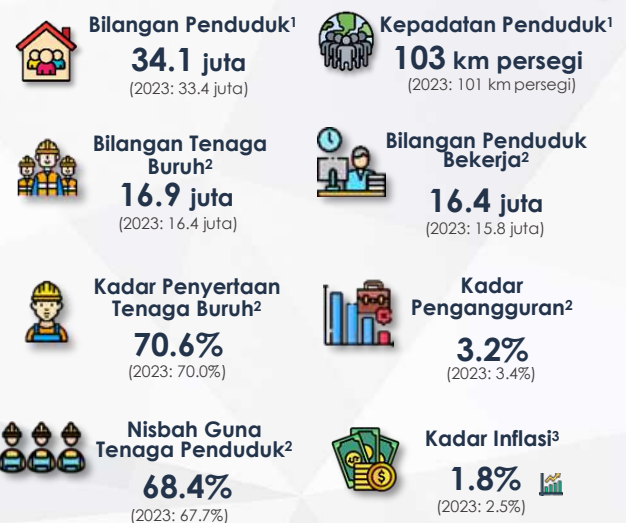 Bilangan Penduduk¹
34.1 juta
(2023: 33.4 juta)
Kepadatan Penduduk¹
103 km persegi
(2023: 101 km persegi)
Bilangan Tenaga
Buruh²
16.9 juta
(2023: 16.4 juta)
Bilangan Penduduk
Bekerja²
16.4 juta
(2023: 15.8 juta)
Kadar Penyertaan
Tenaga Buruh²
70.6%
(2023: 70.0%)
Kadar
Pengangguran²
3.2%
(2023: 3.4%)
Nisbah Guna
Tenaga Penduduk²
68.4%
(2023: 67.7%)
Kadar Inflasi³
1.8%
(2023: 2.5%)